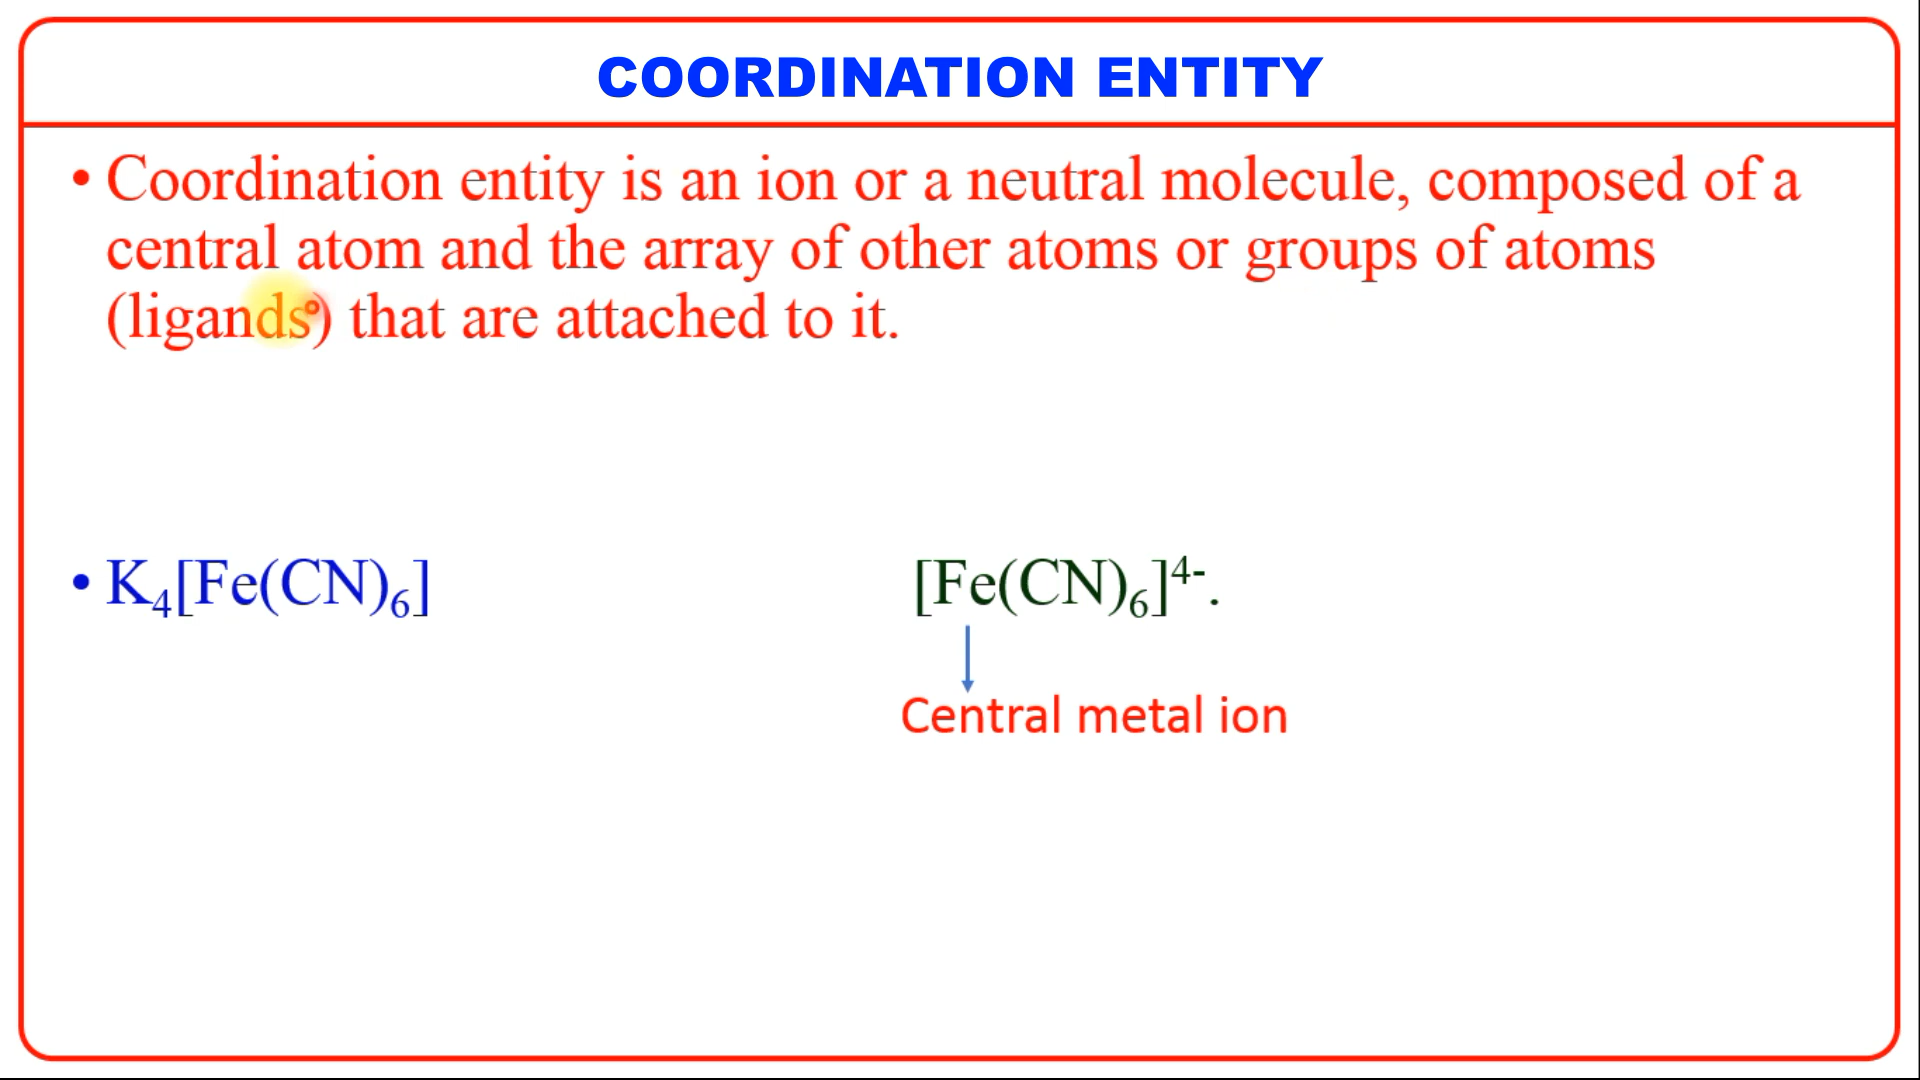 COORDINATION ENTITY
• Coordination entity is an ion or a neutral molecule, composed of a
central atom and the array of other atoms or groups of atoms
(ligands) that are attached to it.
• K₄[Fe(CN)₆]
[Fe(CN)₆]⁴⁻.
Central metal ion